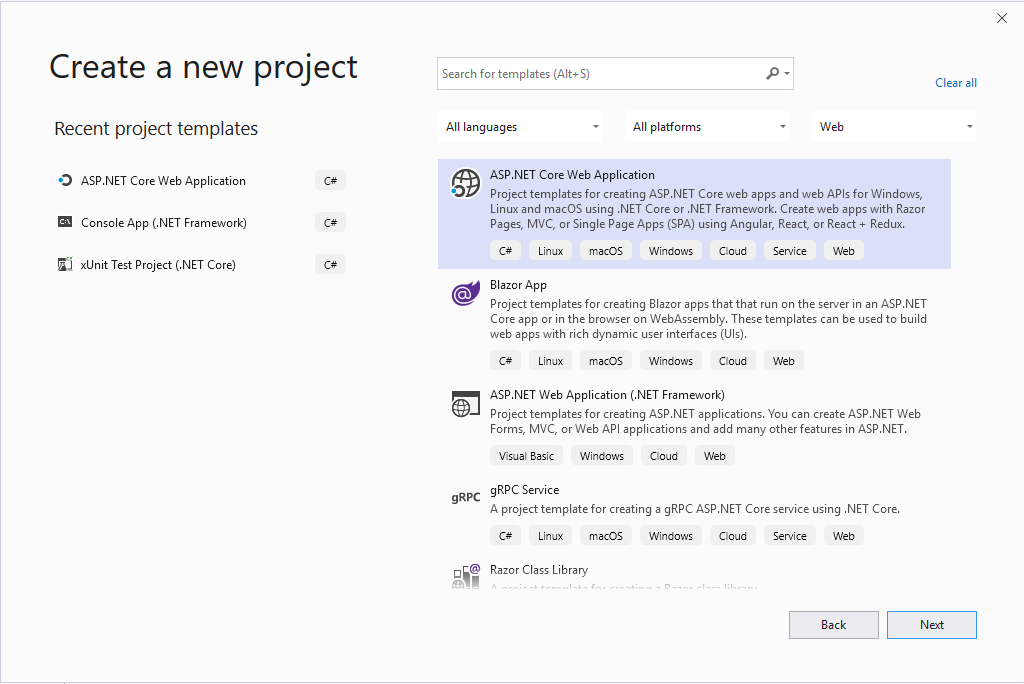 Create a new project
Search for templates (Alt+S)
Clear all
Recent project templates
All languages
All platforms
Web
ASP.NET Core Web Application
C#
Console App (.NET Framework)
C#
xUnit Test Project (.NET Core)
C#
ASP.NET Core Web Application
Project templates for creating ASP.NET Core web apps and web APIs for Windows,
Linux and macOS using .NET Core or .NET Framework. Create web apps with Razor
Pages, MVC, or Single Page Apps (SPA) using Angular, React, or React + Redux.
C# Linux macOS Windows Cloud Service Web
Blazor App
Project templates for creating Blazor apps that that run on the server in an ASP.NET
Core app or in the browser on WebAssembly. These templates can be used to build
web apps with rich dynamic user interfaces (UIs).
C# Linux macOS Windows Cloud Web
ASP.NET Web Application (.NET Framework)
Project templates for creating ASP.NET applications. You can create ASP.NET Web
Forms, MVC, or Web API applications and add many other features in ASP.NET.
Visual Basic Windows Cloud Web
gRPC
gRPC Service
A project template for creating a gRPC ASP.NET Core service using .NET Core.
C# Linux macOS Windows Cloud Service Web
Razor Class Library
A project template for creating a Razor class library
Back
Next